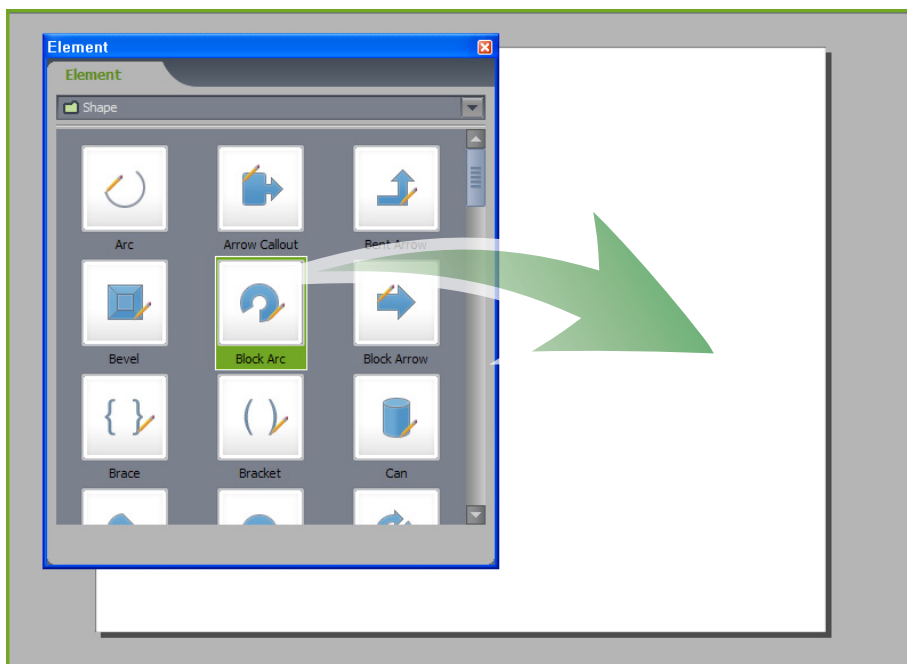 Element
Element
Shape
Arc
Arrow Callout
Bent Arrow
Bevel
Block Arc
Block Arrow
Brace
Bracket
Can